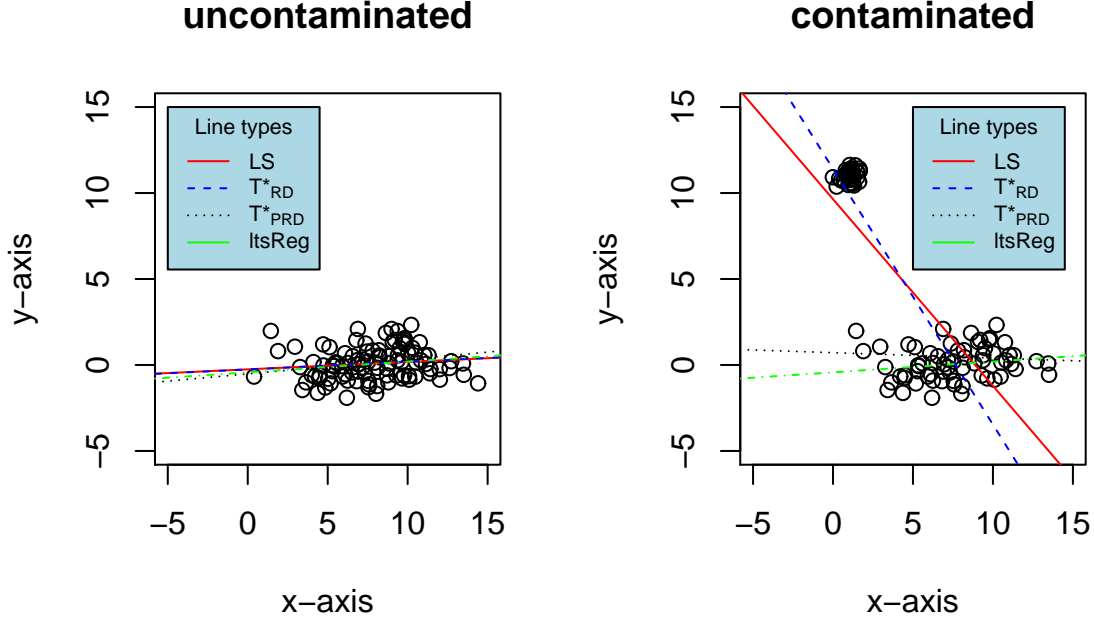 uncontaminated
Line types
LS
T*RD
T*PRD
ltsReg
15
10
5
0
−5
y−axis
−5 0 5 10 15
x−axis
contaminated
Line types
LS
T*RD
T*PRD
ltsReg
15
10
5
0
−5
y−axis
−5 0 5 10 15
x−axis